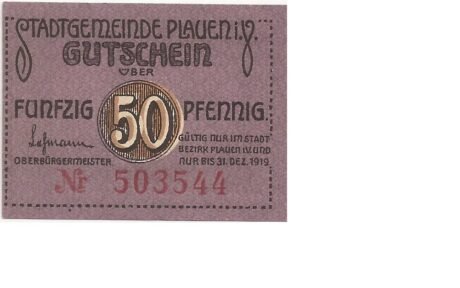 STADTGEMEINDE PLAUEN i.V.
GUTSCHEIN
ÜBER
FÜNFZIG 50 PFENNIG.
Lehmann
OBERBÜRGERMEISTER
GÜLTIG NUR IM STADT
BEZIRK PLAUEN i.V. UND
NUR BIS 31. DEZ. 1919
Nr 503544